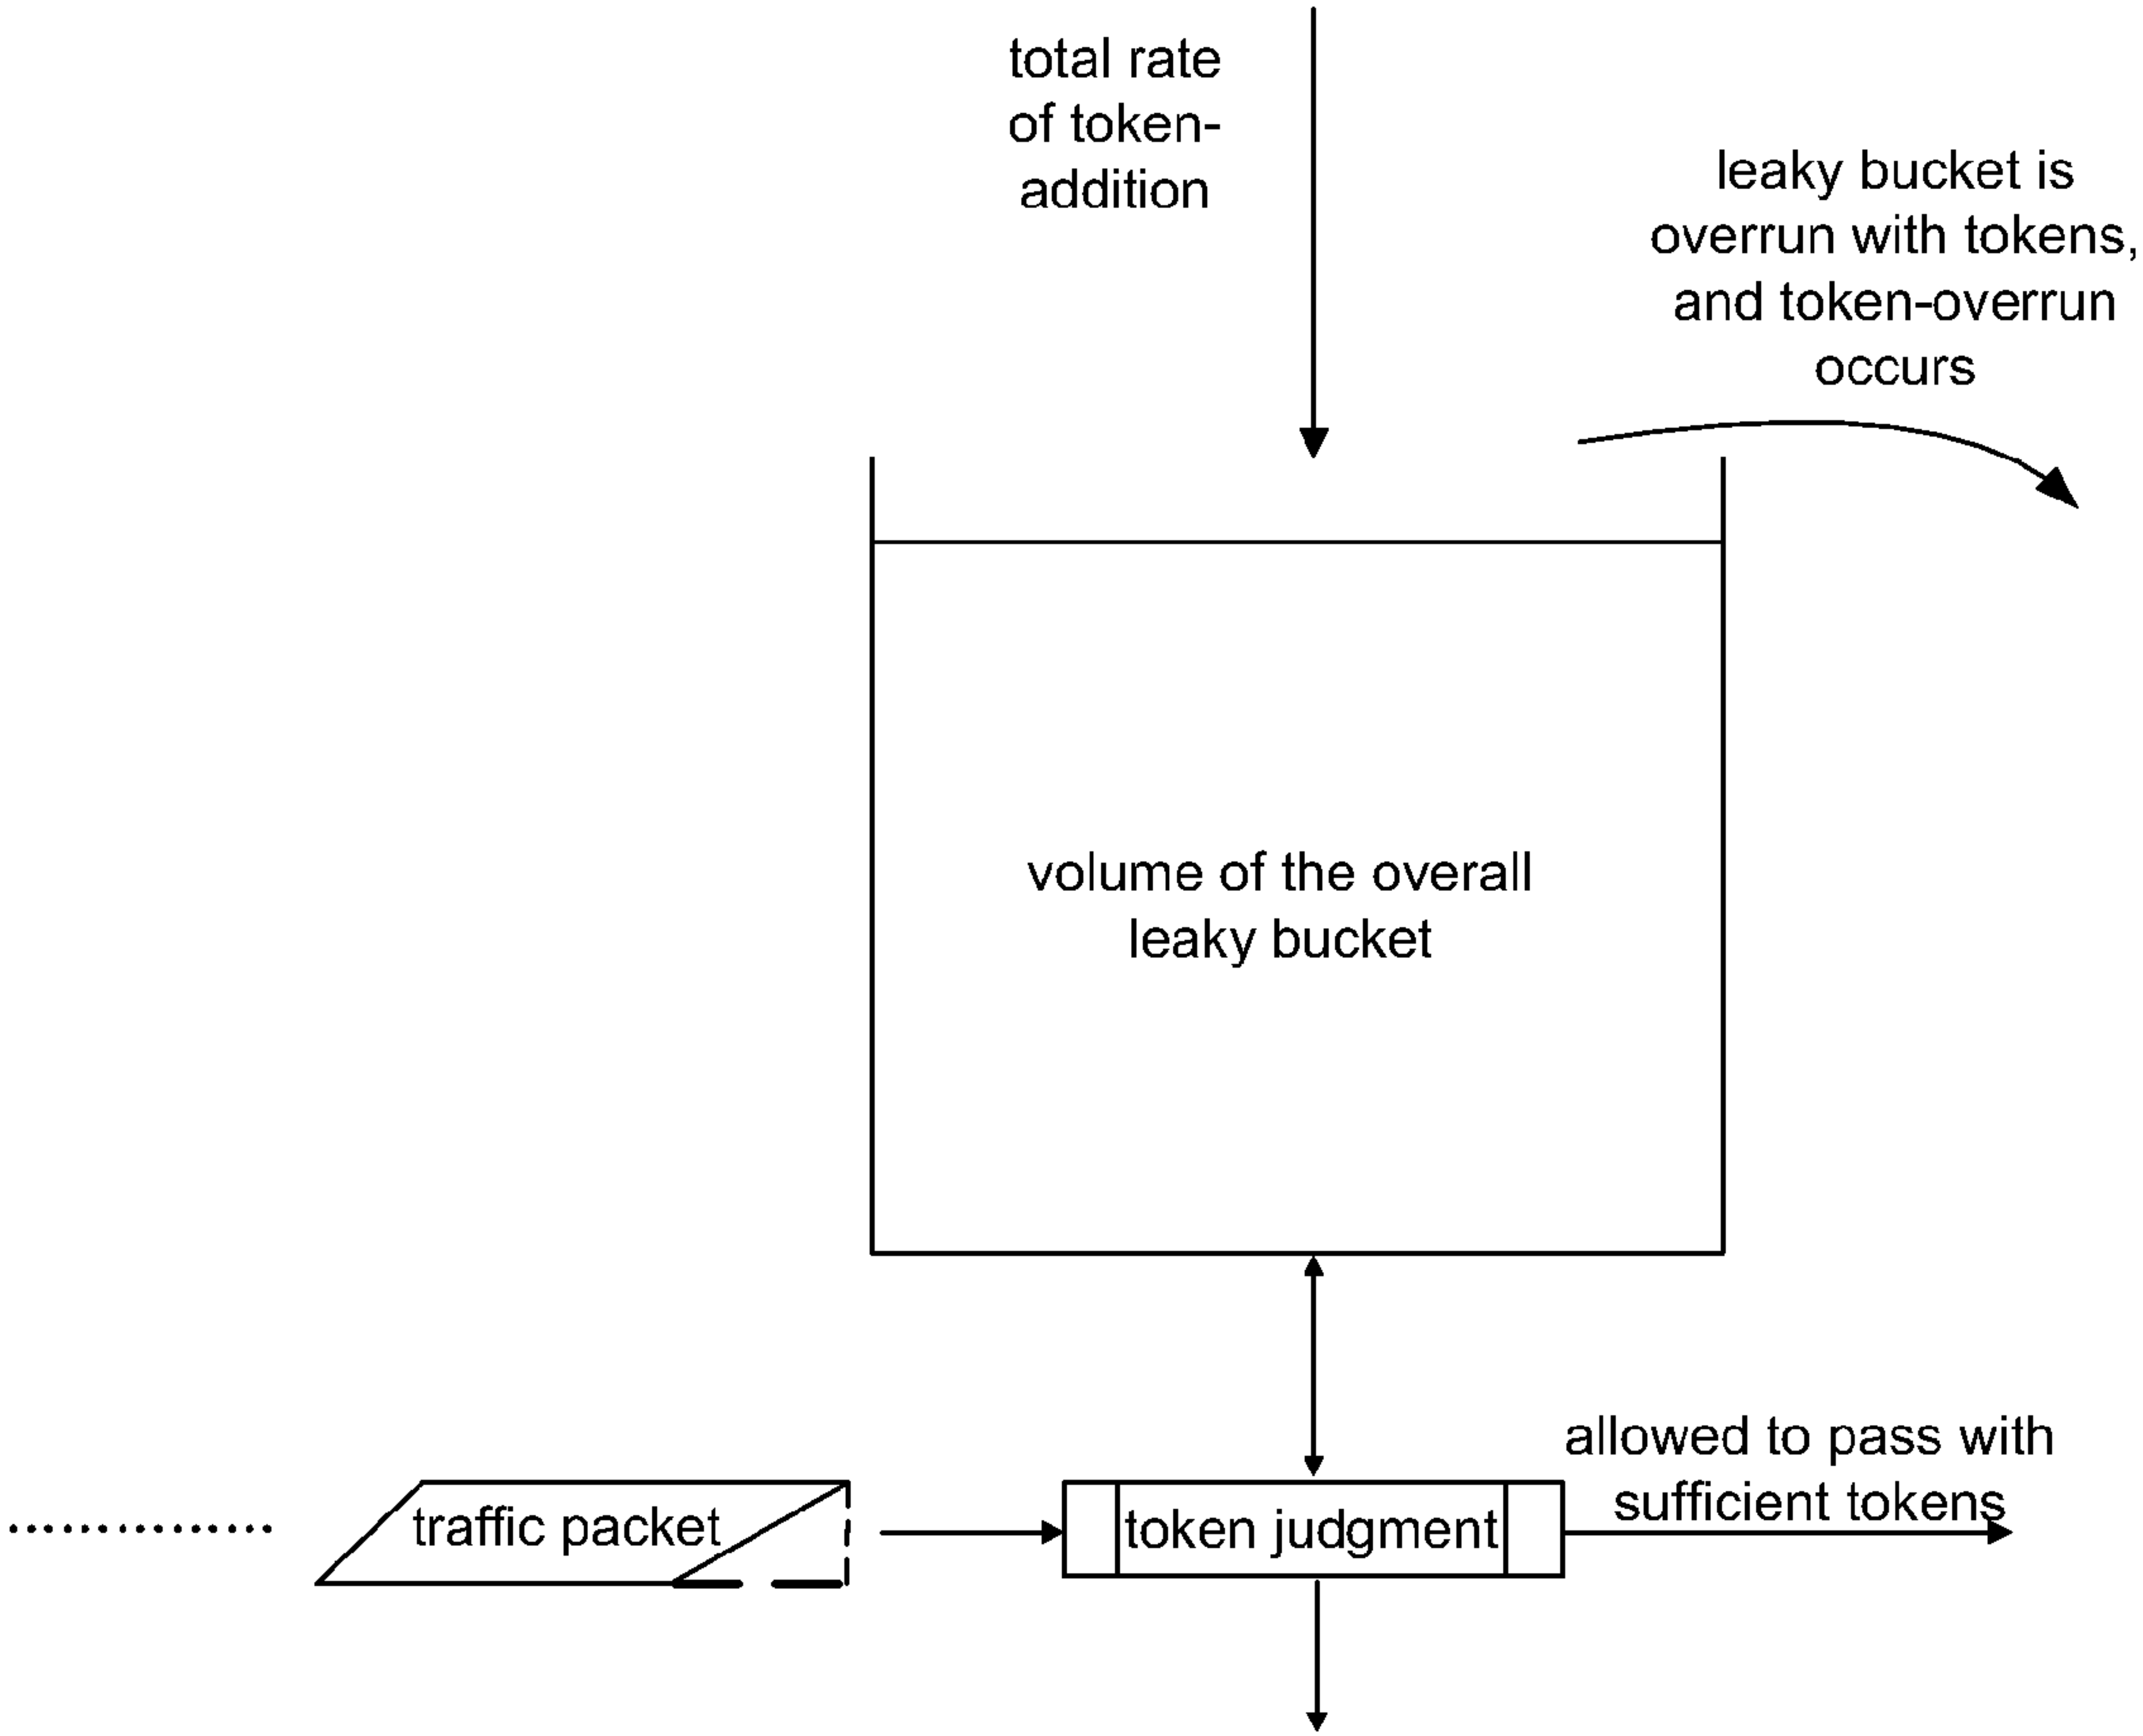 total rate
of token-
addition
leaky bucket is
overrun with tokens,
and token-overrun
occurs
volume of the overall
leaky bucket
allowed to pass with
sufficient tokens
traffic packet
token judgment